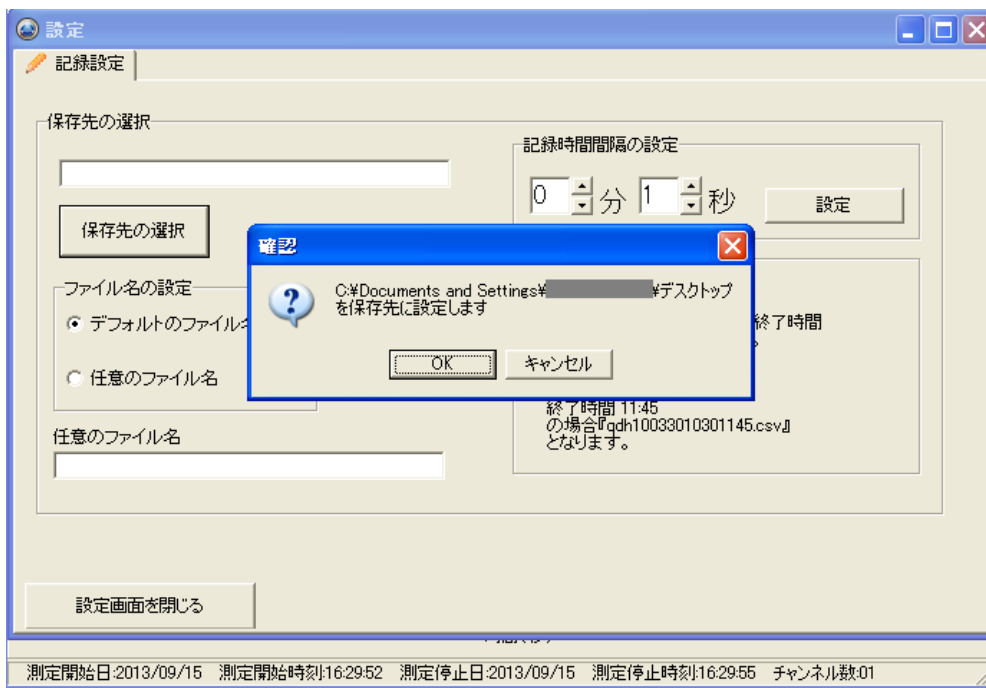 設定
記録設定
保存先の選択
保存先の選択
記録時間間隔の設定
0 分 1 秒
設定
ファイル名の設定
デフォルトのファイル名
任意のファイル名
確認
C:¥Documents and Settings¥ ¥デスクトップ
を保存先に設定します
OK キャンセル
終了時間
終了時間 11:45
の場合『qdh10033010301145.csv』
となります。
任意のファイル名
設定画面を閉じる
測定開始日:2013/09/15 測定開始時刻:16:29:52 測定停止日:2013/09/15 測定停止時刻:16:29:55 チャンネル数:01